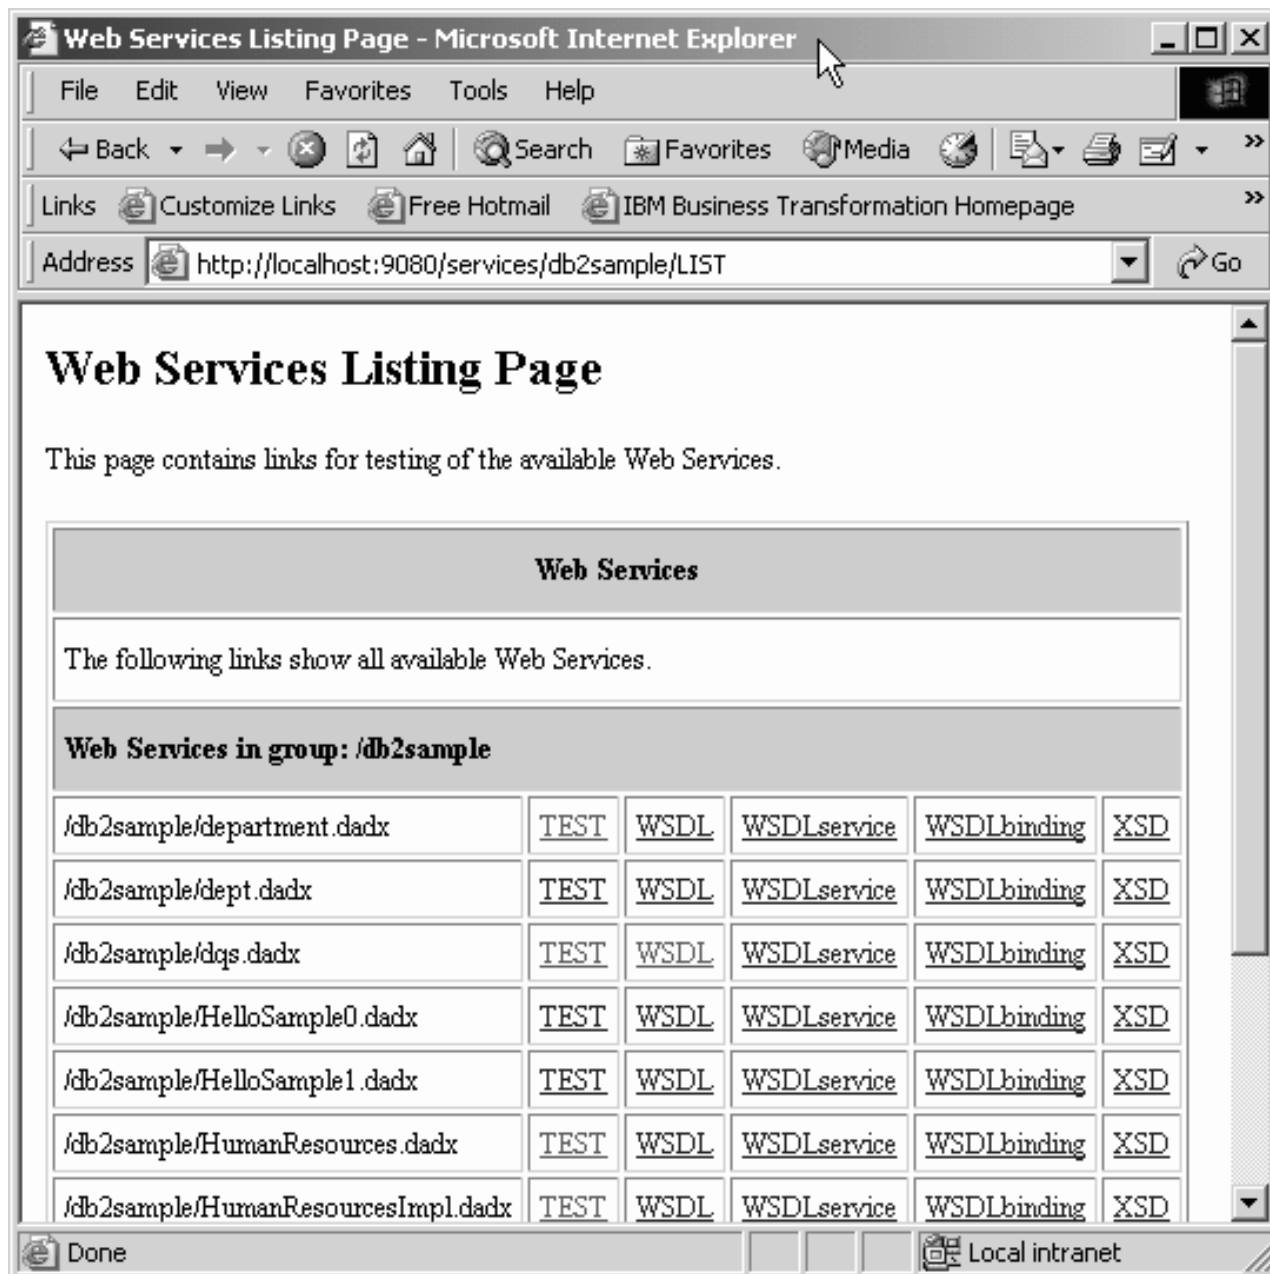 Web Services Listing Page - Microsoft Internet Explorer
File Edit View Favorites Tools Help
Back Search Favorites Media »
Links Customize Links Free Hotmail IBM Business Transformation Homepage »
Address http://localhost:9080/services/db2sample/LIST Go
Web Services Listing Page
This page contains links for testing of the available Web Services.
Web Services
The following links show all available Web Services.
Web Services in group: /db2sample
/db2sample/department.dadx TEST WSDL WSDLservice WSDLbinding XSD
/db2sample/dept.dadx TEST WSDL WSDLservice WSDLbinding XSD
/db2sample/dqs.dadx TEST WSDL WSDLservice WSDLbinding XSD
/db2sample/HelloSample0.dadx TEST WSDL WSDLservice WSDLbinding XSD
/db2sample/HelloSample1.dadx TEST WSDL WSDLservice WSDLbinding XSD
/db2sample/HumanResources.dadx TEST WSDL WSDLservice WSDLbinding XSD
/db2sample/HumanResourcesImpl.dadx TEST WSDL WSDLservice WSDLbinding XSD
Done Local intranet